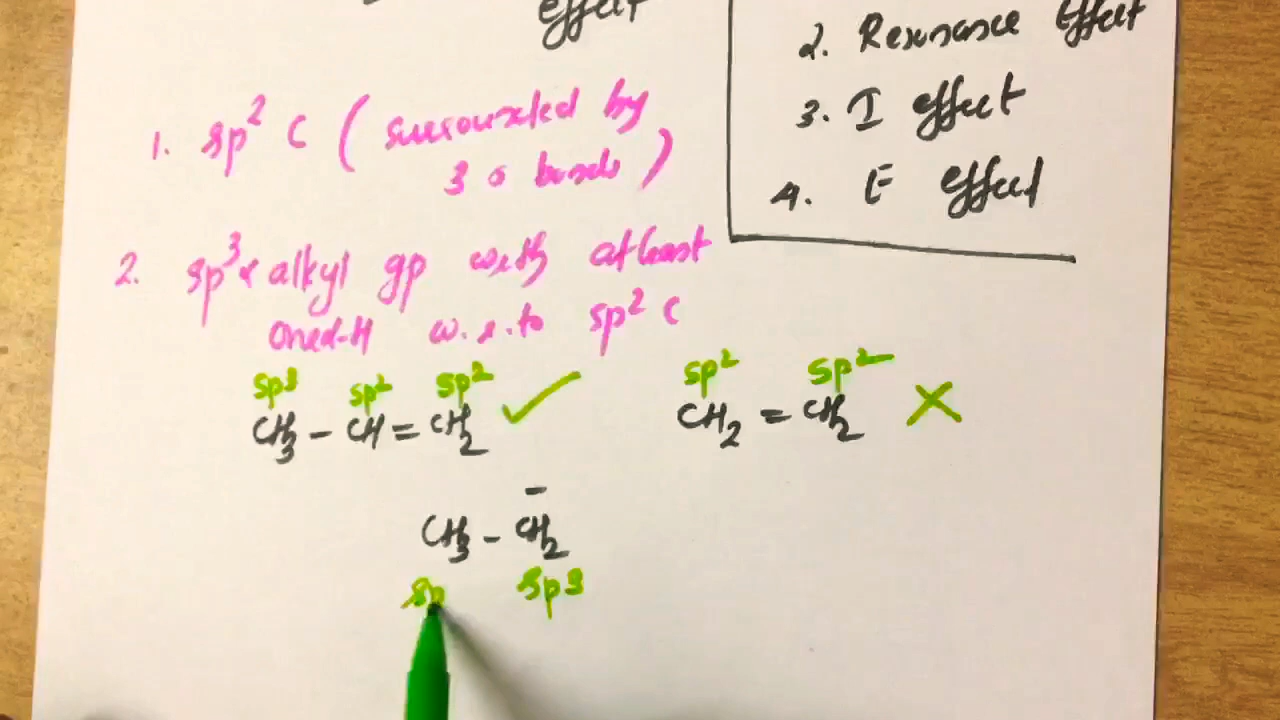 effect
2. Resonance Effect
3. I effect
4. E effect
1. sp² C ( surrounded by
3 σ bonds )
2. sp³ alkyl gp with atleast
one α-H w.r.to sp² C
sp3 sp² sp²
CH₃ - CH = CH₂ ✓
sp² sp²
CH₂ = CH₂ ×
CH₃ - C̄H₂
sp sp3